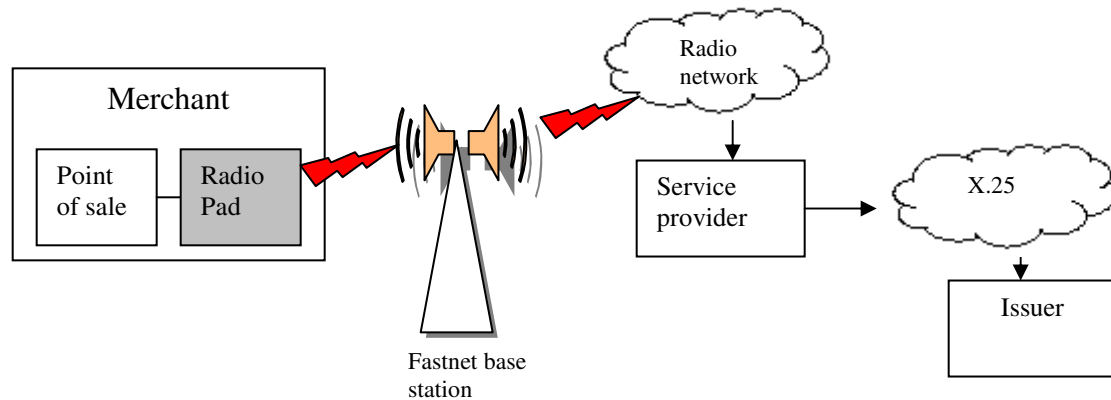 Merchant
Point
of sale
Radio
Pad
Fastnet base
station
Radio
network
Service
provider
X.25
Issuer